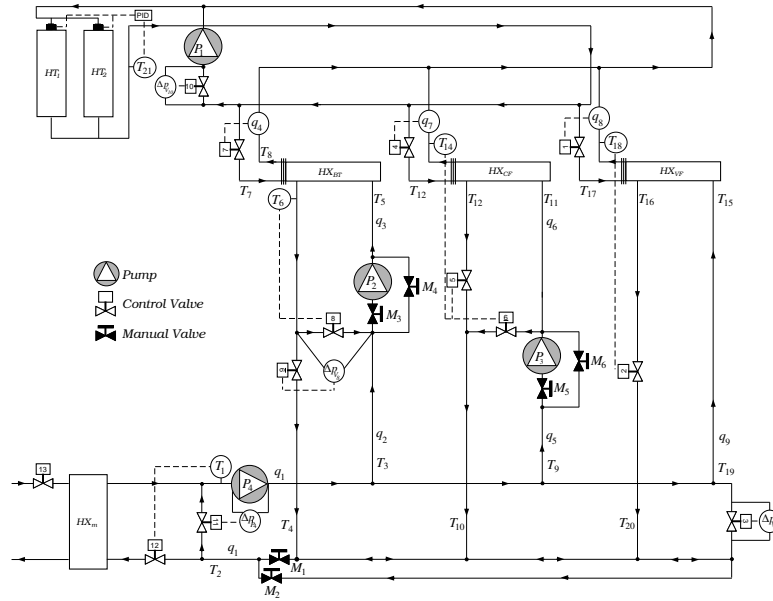 PID
HT1
HT2
T21
P1
Δp
10
q4
q7
q8
T8
T14
T18
7
4
1
HXBT
HXCF
HXVF
T7
T6
T5
T12
T12
T11
T17
T16
T15
q3
q6
P2
M4
M3
5
8
6
9
Δp
P3
M6
M5
2
Pump
Control Valve
Manual Valve
q2
T3
q5
T9
q9
T19
13
HXm
T1
q1
P4
11
Δp
T4
T10
T20
3
Δp
12
q1
T2
M1
M2